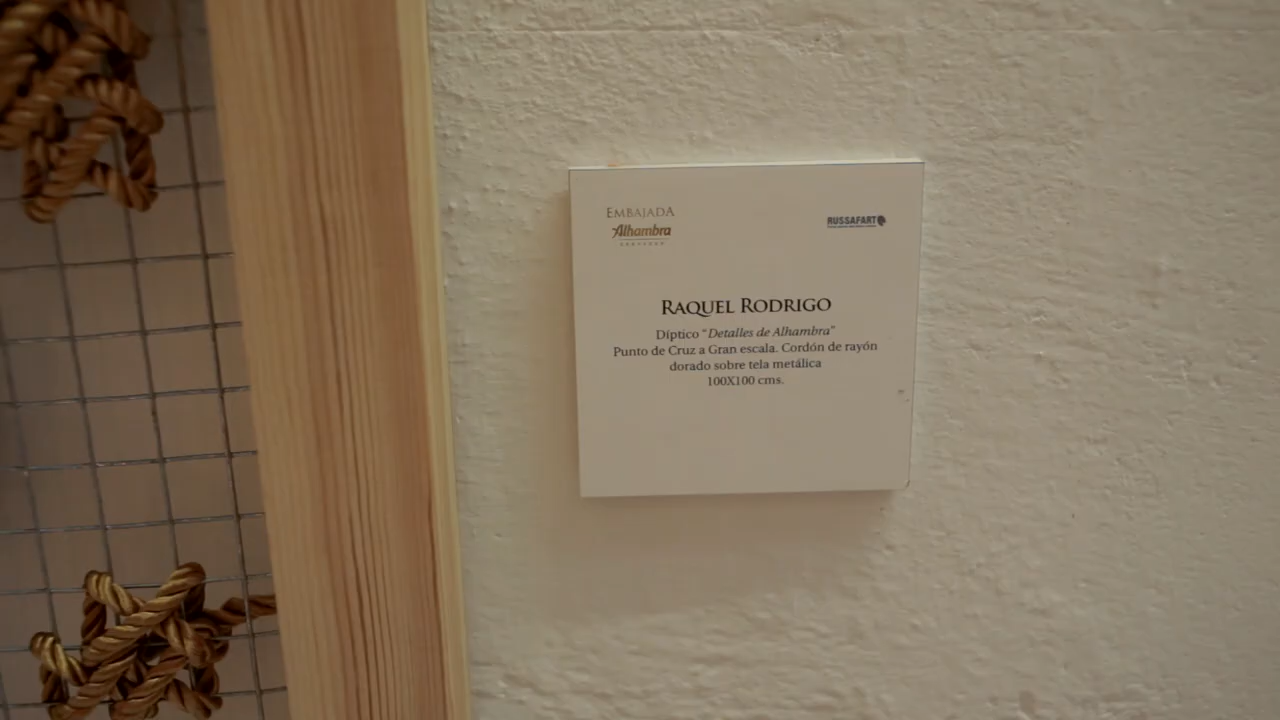 EMBAJADA
Alhambra
RUSSAFART
RAQUEL RODRIGO
Díptico “Detalles de Alhambra”
Punto de Cruz a Gran escala. Cordón de rayón
dorado sobre tela metálica
100X100 cms.